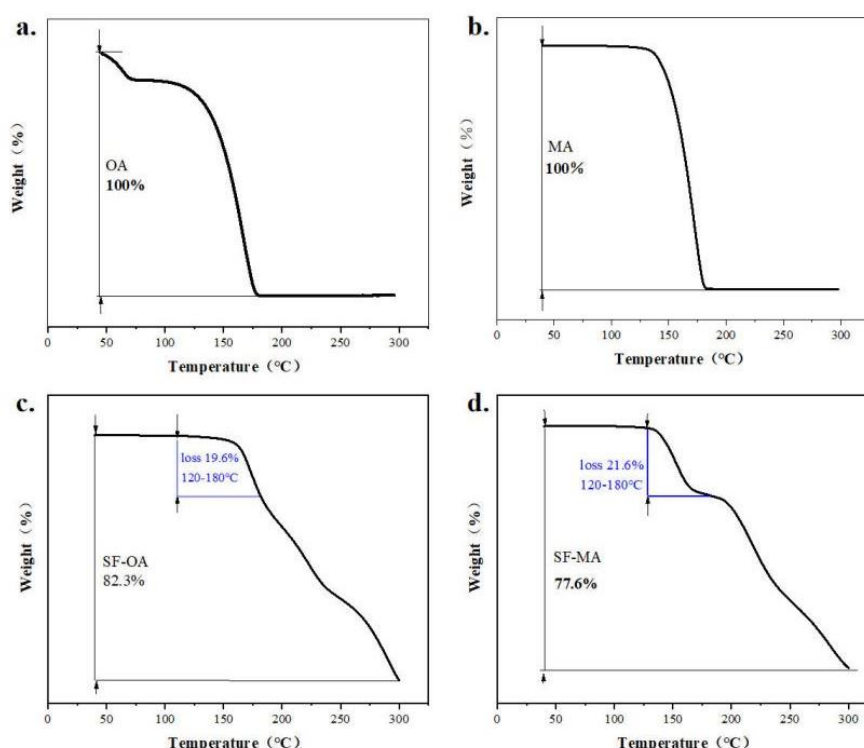 a.
Weight（%）
OA
100%
0 50 100 150 200 250 300
Temperature（°C）
b.
Weight（%）
MA
100%
0 50 100 150 200 250 300
Temperature（°C）
c.
Weight（%）
loss 19.6%
120-180°C
SF-OA
82.3%
0 50 100 150 200 250 300
Temperature（°C）
d.
Weight（%）
loss 21.6%
120-180°C
SF-MA
77.6%
0 50 100 150 200 250 300
Temperature（°C）